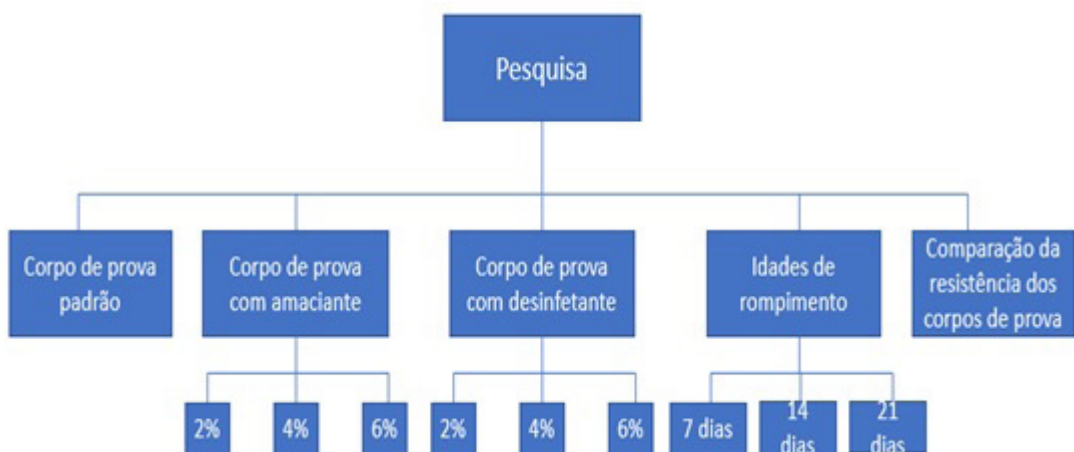 Pesquisa
Corpo de prova
padrão
Corpo de prova
com amaciante
Corpo de prova
com desinfetante
Idades de
rompimento
Comparação da
resistência dos
corpos de prova
2%
4%
6%
2%
4%
6%
7 dias
14
dias
21
dias